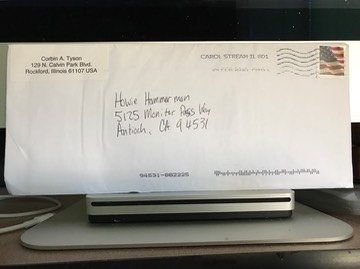 Corbin A. Tyson
129 N. Calvin Park Blvd.
Rockford, Illinois 61107 USA
CAROL STREAM IL 601
Howie Hammerman
5125 Monitor Pass Way
Antioch, CA 94531
94531-882225